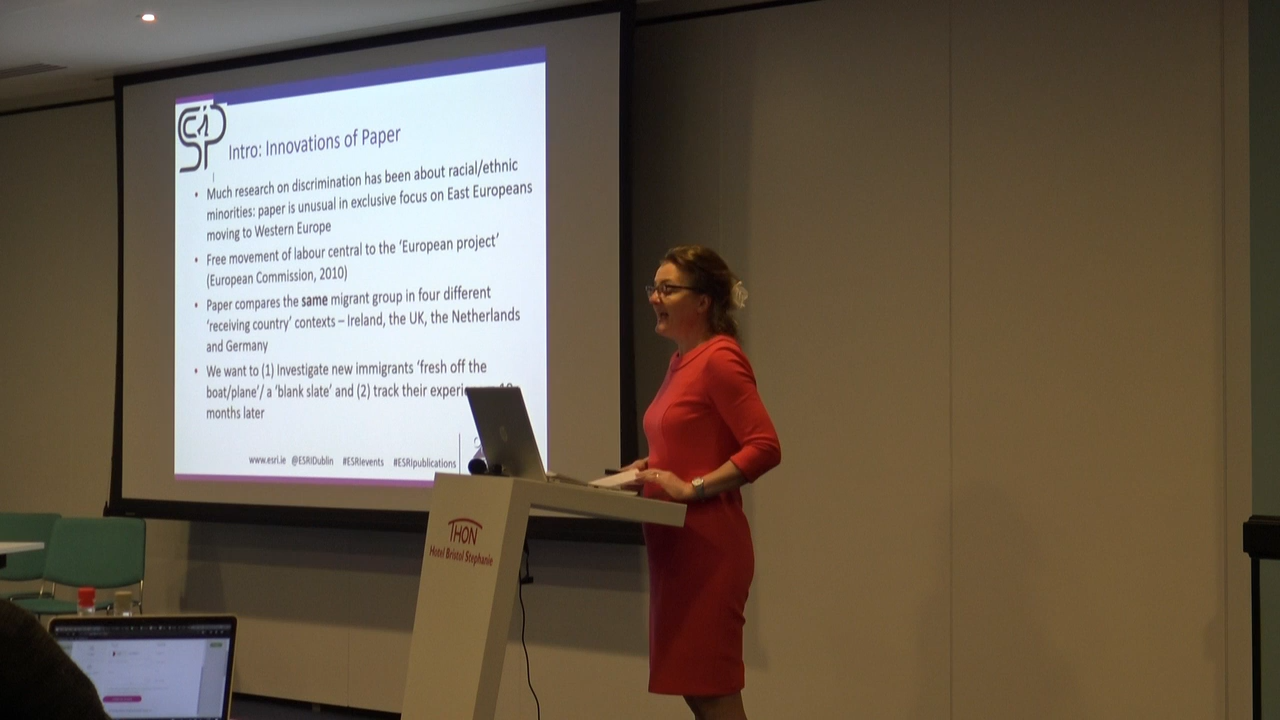 Intro: Innovations of Paper
• Much research on discrimination has been about racial/ethnic
minorities: paper is unusual in exclusive focus on East Europeans
moving to Western Europe
• Free movement of labour central to the ‘European project’
(European Commission, 2010)
• Paper compares the same migrant group in four different
‘receiving country’ contexts – Ireland, the UK, the Netherlands
and Germany
• We want to (1) Investigate new immigrants ‘fresh off the
boat/plane’/ a ‘blank slate’ and (2) track their
months later
www.esri.ie @ESRIDublin #ESRIevents #ESRIpublications
THON
Hotel Bristol Stephanie